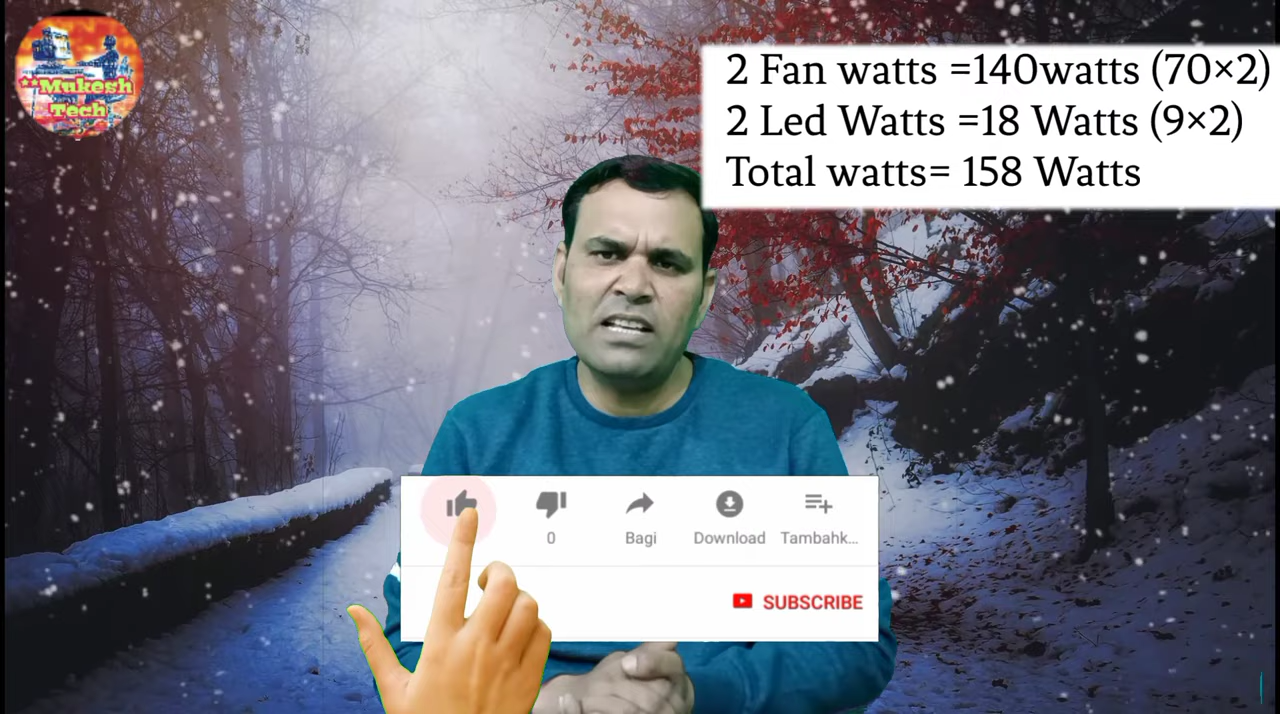 **Mukesh
Tech
2 Fan watts =140watts (70×2)
2 Led Watts =18 Watts (9×2)
Total watts= 158 Watts
0 Bagi Download Tambahk...
SUBSCRIBE